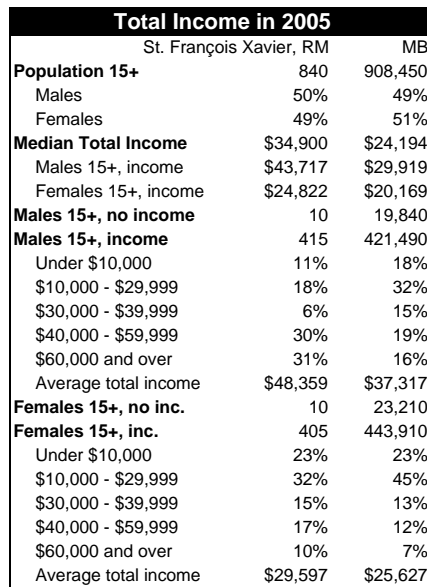 Total Income in 2005
St. François Xavier, RM MB
Population 15+ 840 908,450
Males 50% 49%
Females 49% 51%
Median Total Income $34,900 $24,194
Males 15+, income $43,717 $29,919
Females 15+, income $24,822 $20,169
Males 15+, no income 10 19,840
Males 15+, income 415 421,490
Under $10,000 11% 18%
$10,000 - $29,999 18% 32%
$30,000 - $39,999 6% 15%
$40,000 - $59,999 30% 19%
$60,000 and over 31% 16%
Average total income $48,359 $37,317
Females 15+, no inc. 10 23,210
Females 15+, inc. 405 443,910
Under $10,000 23% 23%
$10,000 - $29,999 32% 45%
$30,000 - $39,999 15% 13%
$40,000 - $59,999 17% 12%
$60,000 and over 10% 7%
Average total income $29,597 $25,627